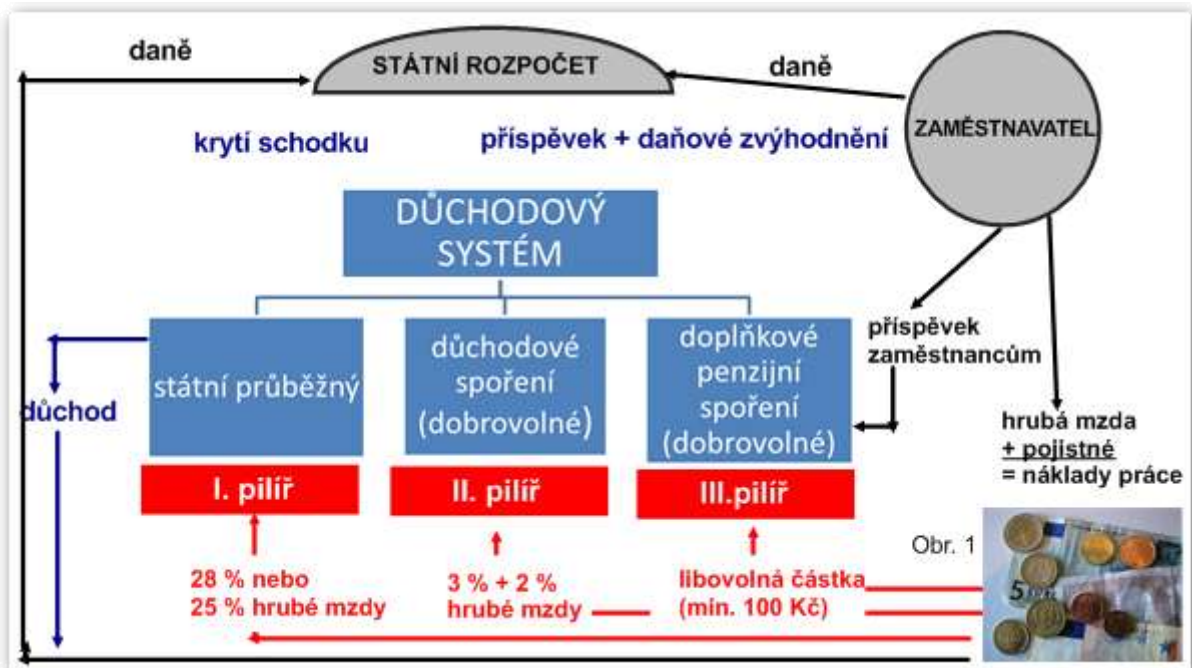 daně
STÁTNÍ ROZPOČET
daně
ZAMĚSTNAVATEL
krytí schodku
příspěvek + daňové zvýhodnění
DŮCHODOVÝ
SYSTÉM
státní průběžný
důchodové
spoření
(dobrovolné)
doplňkové
penzijní
spoření
(dobrovolné)
příspěvek
zaměstnancům
důchod
hrubá mzda
+ pojistné
= náklady práce
I. pilíř
II. pilíř
III.pilíř
Obr. 1
28 % nebo
25 % hrubé mzdy
3 % + 2 %
hrubé mzdy
libovolná částka
(min. 100 Kč)
5